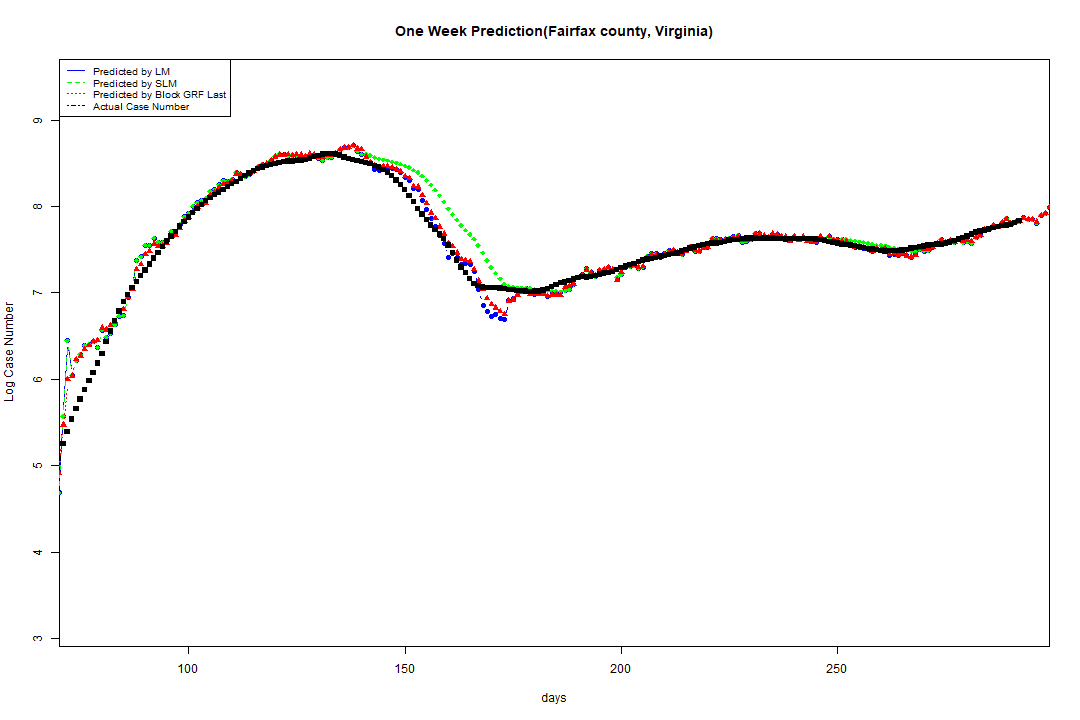 One Week Prediction(Fairfax county, Virginia)
Predicted by LM
Predicted by SLM
Predicted by Block GRF Last
Actual Case Number
Log Case Number
9
8
7
6
5
4
3
100 150 200 250
days